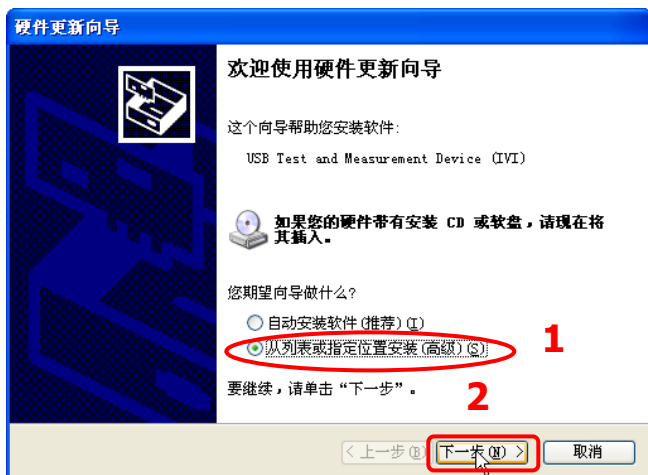 硬件更新向导
欢迎使用硬件更新向导
这个向导帮助您安装软件:
USB Test and Measurement Device (IVI)
如果您的硬件带有安装 CD 或软盘，请现在将
其插入。
您期望向导做什么?
自动安装软件(推荐)(I)
从列表或指定位置安装(高级)(S)
1
要继续，请单击“下一步”。
2
< 上一步(B)
下一步(N) >
取消